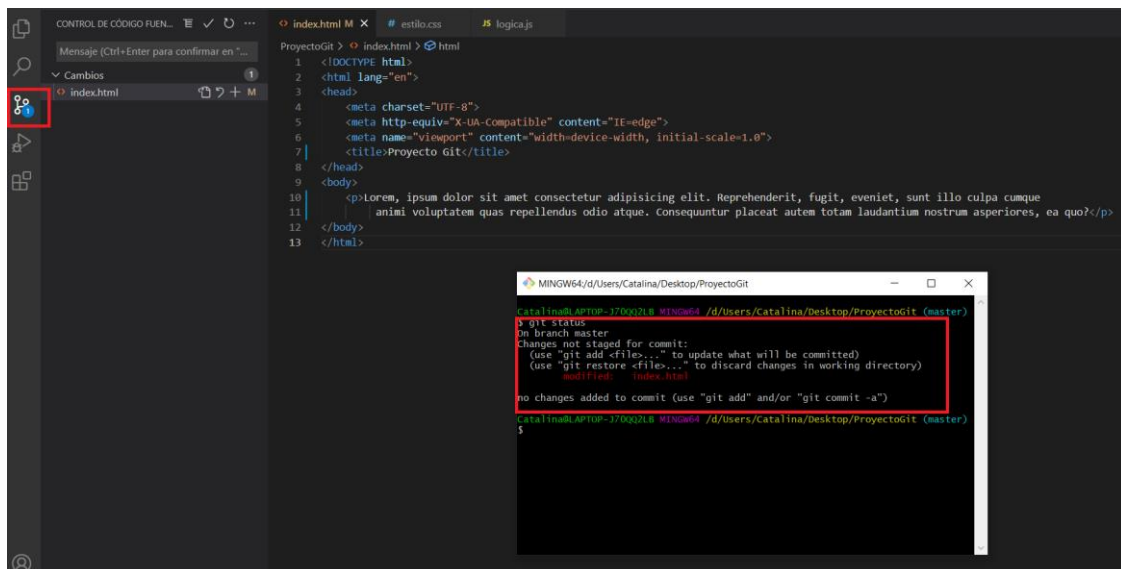 CONTROL DE CÓDIGO FUEN...
Mensaje (Ctrl+Enter para confirmar en "...
Cambios 1
index.html M
1
index.html M
# estilo.css
JS logica.js
ProyectoGit > index.html > html
1 <!DOCTYPE html>
2 <html lang="en">
3 <head>
4 <meta charset="UTF-8">
5 <meta http-equiv="X-UA-Compatible" content="IE=edge">
6 <meta name="viewport" content="width=device-width, initial-scale=1.0">
7 <title>Proyecto Git</title>
8 </head>
9 <body>
10 <p>Lorem, ipsum dolor sit amet consectetur adipisicing elit. Reprehenderit, fugit, eveniet, sunt illo culpa cumque
11 animi voluptatem quas repellendus odio atque. Consequuntur placeat autem totam laudantium nostrum asperiores, ea quo?</p>
12 </body>
13 </html>
MINGW64:/d/Users/Catalina/Desktop/ProyectoGit
Catalina@LAPTOP-J70QQ2LB MINGW64 /d/Users/Catalina/Desktop/ProyectoGit (master)
$ git status
On branch master
Changes not staged for commit:
(use "git add <file>..." to update what will be committed)
(use "git restore <file>..." to discard changes in working directory)
modified: index.html
no changes added to commit (use "git add" and/or "git commit -a")
Catalina@LAPTOP-J70QQ2LB MINGW64 /d/Users/Catalina/Desktop/ProyectoGit (master)
$